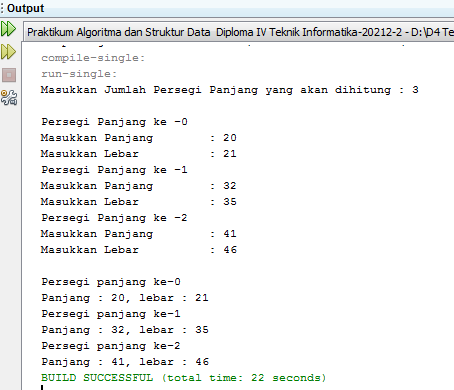 Output
Praktikum Algoritma dan Struktur Data Diploma IV Teknik Informatika-20212-2 - D:\D4 Te
compile-single:
run-single:
Masukkan Jumlah Persegi Panjang yang akan dihitung : 3
Persegi Panjang ke -0
Masukkan Panjang : 20
Masukkan Lebar : 21
Persegi Panjang ke -1
Masukkan Panjang : 32
Masukkan Lebar : 35
Persegi Panjang ke -2
Masukkan Panjang : 41
Masukkan Lebar : 46
Persegi panjang ke-0
Panjang : 20, lebar : 21
Persegi panjang ke-1
Panjang : 32, lebar : 35
Persegi panjang ke-2
Panjang : 41, lebar : 46
BUILD SUCCESSFUL (total time: 22 seconds)